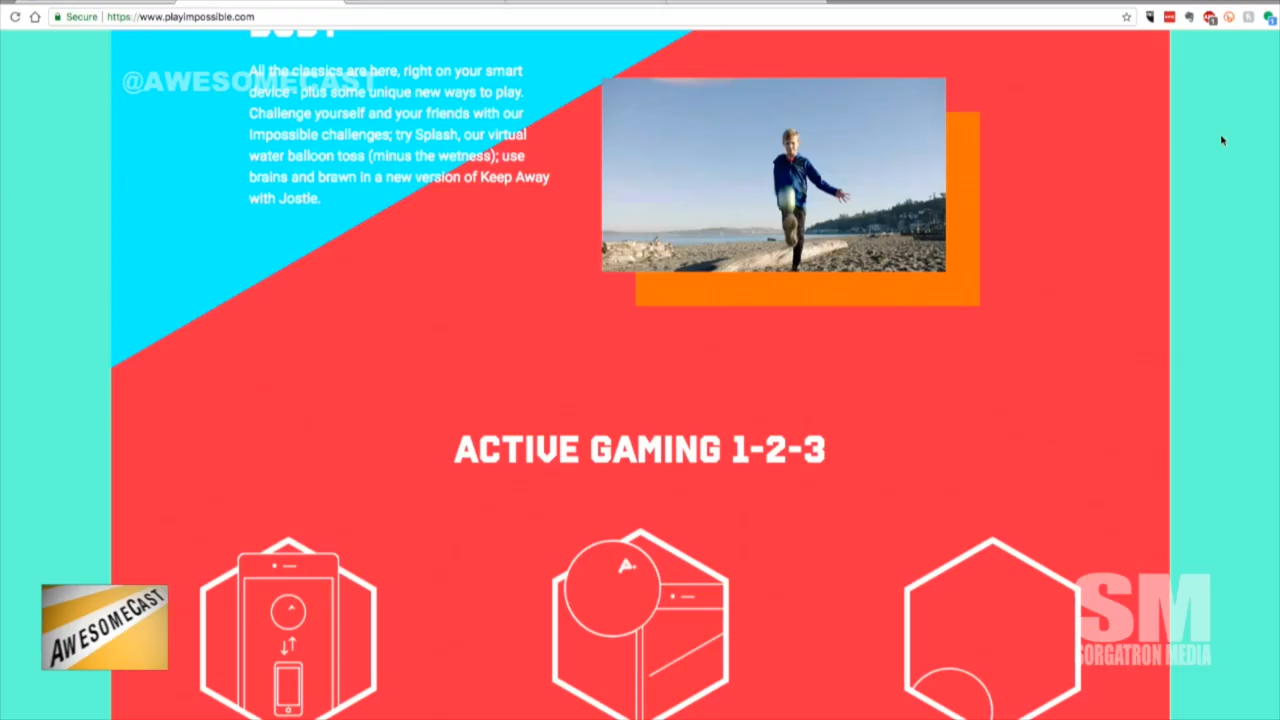 Secure
https://www.playimpossible.com
@AWESOMECAST
All the classics are here, right on your smart
device - plus some unique new ways to play.
Challenge yourself and your friends with our
Impossible challenges; try Splash, our virtual
water balloon toss (minus the wetness); use
brains and brawn in a new version of Keep Away
with Jostle.
ACTIVE GAMING 1-2-3
AWESOMECAST
SM
SORGATRON MEDIA